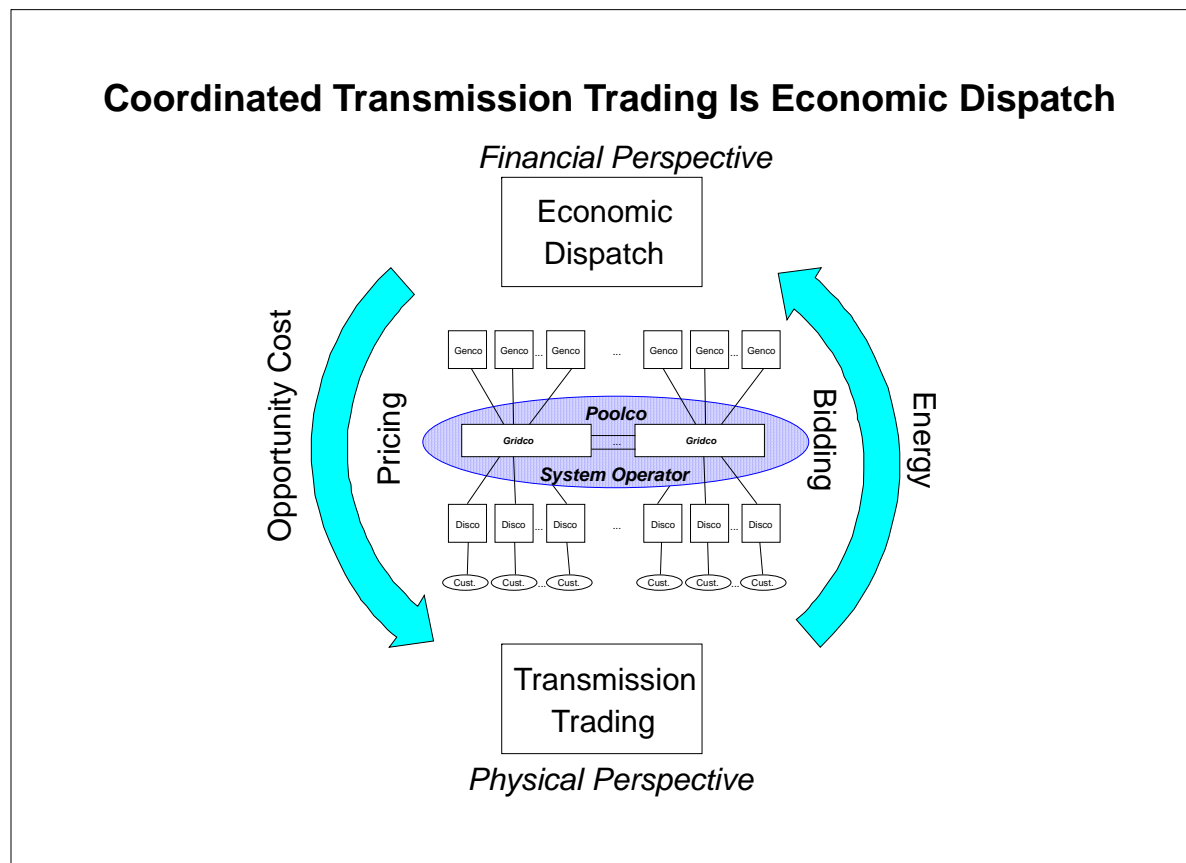 Coordinated Transmission Trading Is Economic Dispatch
Financial Perspective
Economic
Dispatch
Opportunity Cost
Pricing
Genco Genco ... Genco ... Genco Genco ... Genco
Poolco
Gridco ... Gridco
System Operator
Disco Disco ... Disco ... Disco Disco ... Disco
Cust. Cust. ... Cust. Cust. Cust. ... Cust.
Bidding
Energy
Transmission
Trading
Physical Perspective